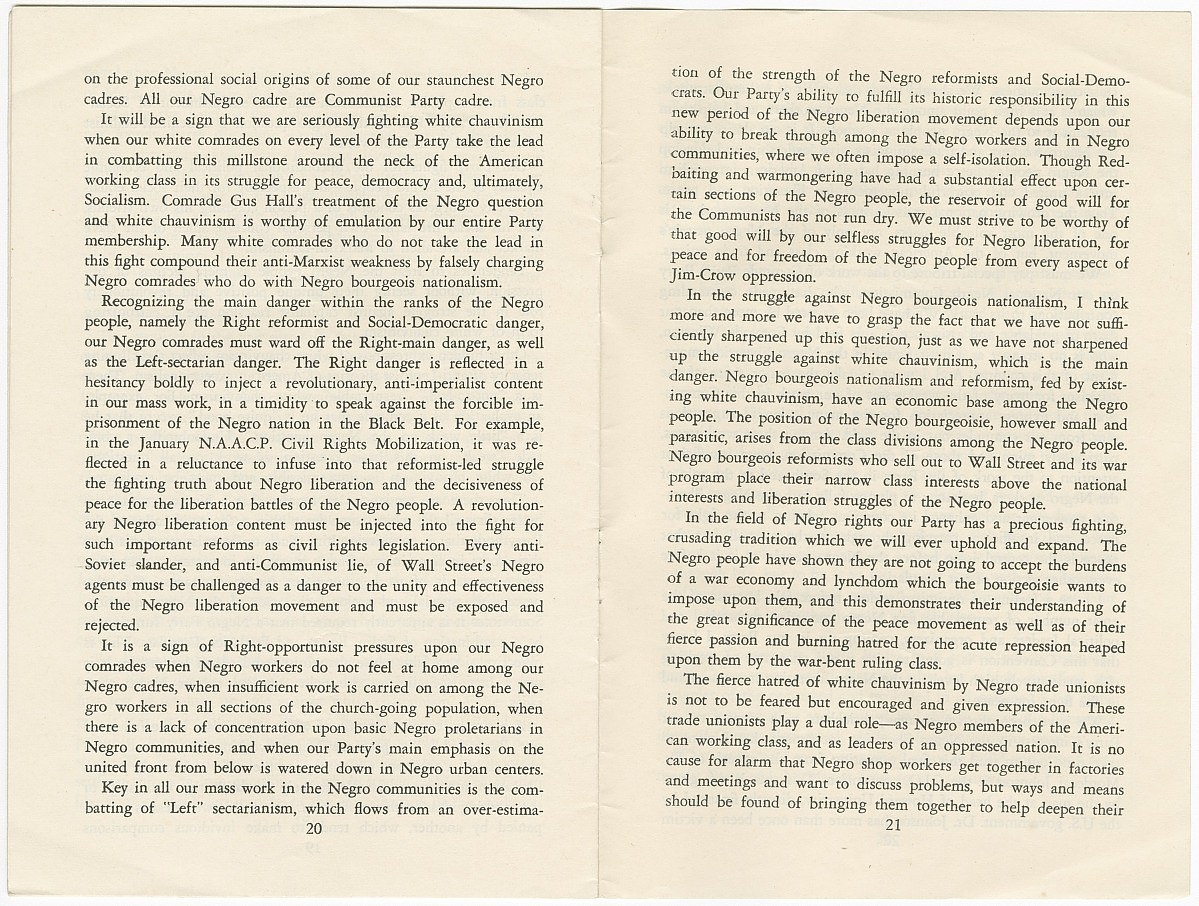 on the professional social origins of some of our staunchest Negro
cadres. All our Negro cadre are Communist Party cadre.
It will be a sign that we are seriously fighting white chauvinism
when our white comrades on every level of the Party take the lead
in combatting this millstone around the neck of the American
working class in its struggle for peace, democracy and, ultimately,
Socialism. Comrade Gus Hall's treatment of the Negro question
and white chauvinism is worthy of emulation by our entire Party
membership. Many white comrades who do not take the lead in
this fight compound their anti-Marxist weakness by falsely charging
Negro comrades who do with Negro bourgeois nationalism.
Recognizing the main danger within the ranks of the Negro
people, namely the Right reformist and Social-Democratic danger,
our Negro comrades must ward off the Right-main danger, as well
as the Left-sectarian danger. The Right danger is reflected in a
hesitancy boldly to inject a revolutionary, anti-imperialist content
in our mass work, in a timidity to speak against the forcible im-
prisonment of the Negro nation in the Black Belt. For example,
in the January N.A.A.C.P. Civil Rights Mobilization, it was re-
flected in a reluctance to infuse into that reformist-led struggle
the fighting truth about Negro liberation and the decisiveness of
peace for the liberation battles of the Negro people. A revolution-
ary Negro liberation content must be injected into the fight for
such important reforms as civil rights legislation. Every anti-
Soviet slander, and anti-Communist lie, of Wall Street's Negro
agents must be challenged as a danger to the unity and effectiveness
of the Negro liberation movement and must be exposed and
rejected.
It is a sign of Right-opportunist pressures upon our Negro
comrades when Negro workers do not feel at home among our
Negro cadres, when insufficient work is carried on among the Ne-
gro workers in all sections of the church-going population, when
there is a lack of concentration upon basic Negro proletarians in
Negro communities, and when our Party's main emphasis on the
united front from below is watered down in Negro urban centers.
Key in all our mass work in the Negro communities is the com-
batting of "Left" sectarianism, which flows from an over-estima-
20
tion of the strength of the Negro reformists and Social-Demo-
crats. Our Party's ability to fulfill its historic responsibility in this
new period of the Negro liberation movement depends upon our
ability to break through among the Negro workers and in Negro
communities, where we often impose a self-isolation. Though Red-
baiting and warmongering have had a substantial effect upon cer-
tain sections of the Negro people, the reservoir of good will for
the Communists has not run dry. We must strive to be worthy of
that good will by our selfless struggles for Negro liberation, for
peace and for freedom of the Negro people from every aspect of
Jim-Crow oppression.
In the struggle against Negro bourgeois nationalism, I think
more and more we have to grasp the fact that we have not suffi-
ciently sharpened up this question, just as we have not sharpened
up the struggle against white chauvinism, which is the main
danger. Negro bourgeois nationalism and reformism, fed by exist-
ing white chauvinism, have an economic base among the Negro
people. The position of the Negro bourgeoisie, however small and
parasitic, arises from the class divisions among the Negro people.
Negro bourgeois reformists who sell out to Wall Street and its war
program place their narrow class interests above the national
interests and liberation struggles of the Negro people.
In the field of Negro rights our Party has a precious fighting,
crusading tradition which we will ever uphold and expand. The
Negro people have shown they are not going to accept the burdens
of a war economy and lynchdom which the bourgeoisie wants to
impose upon them, and this demonstrates their understanding of
the great significance of the peace movement as well as of their
fierce passion and burning hatred for the acute repression heaped
upon them by the war-bent ruling class.
The fierce hatred of white chauvinism by Negro trade unionists
is not to be feared but encouraged and given expression. These
trade unionists play a dual role—as Negro members of the Ameri-
can working class, and as leaders of an oppressed nation. It is no
cause for alarm that Negro shop workers get together in factories
and meetings and want to discuss problems, but ways and means
should be found of bringing them together to help deepen their
21